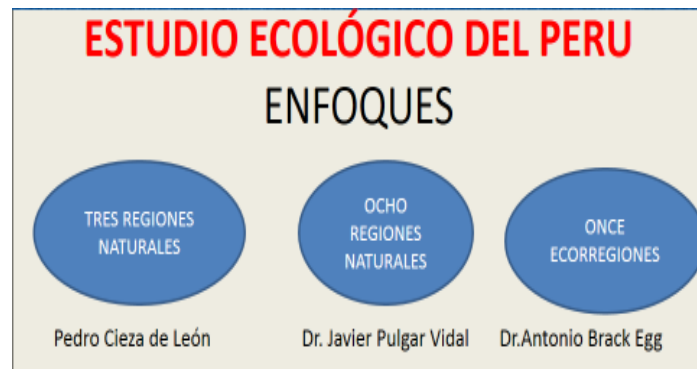 ESTUDIO ECOLÓGICO DEL PERU
ENFOQUES
TRES REGIONES
NATURALES
OCHO
REGIONES
NATURALES
ONCE
ECORREGIONES
Pedro Cieza de León
Dr. Javier Pulgar Vidal
Dr.Antonio Brack Egg